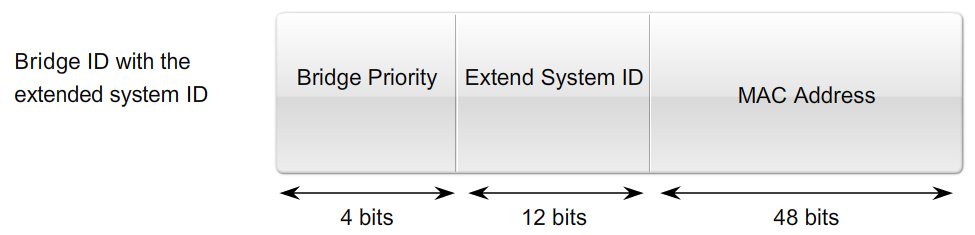 Bridge ID with the
extended system ID
Bridge Priority
Extend System ID
MAC Address
4 bits
12 bits
48 bits